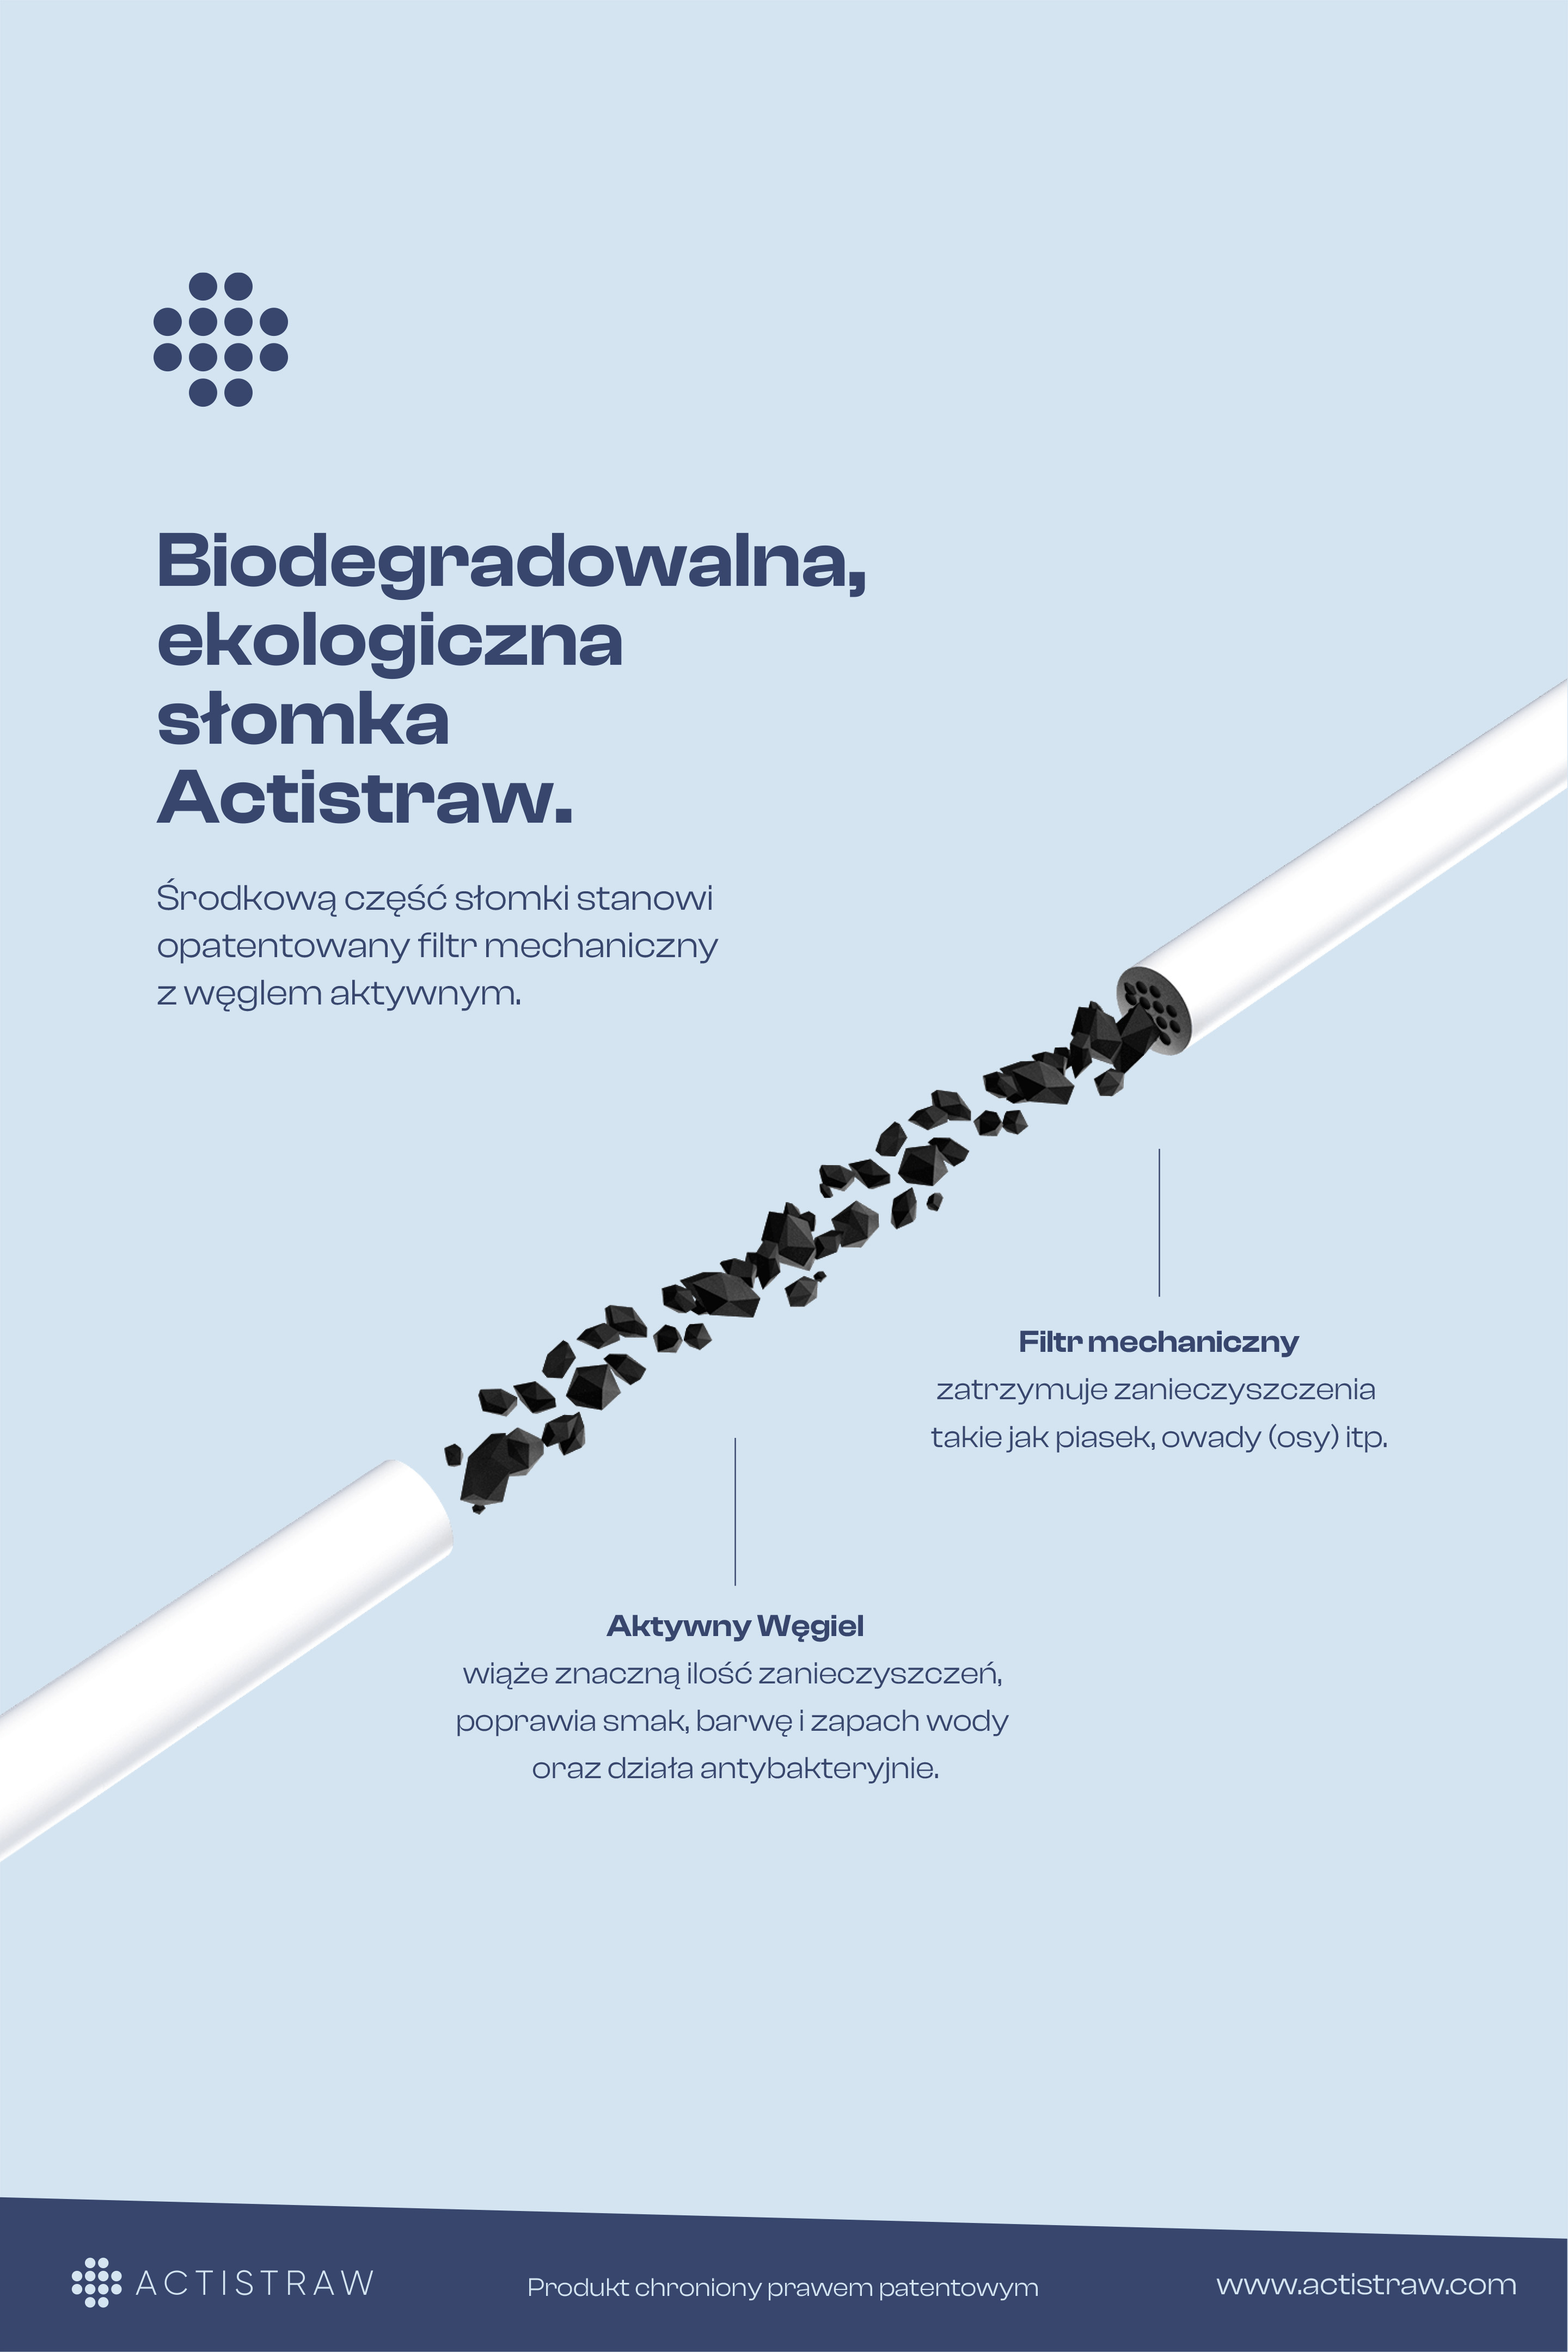 Biodegradowalna,
ekologiczna
słomka
Actistraw.
Środkową część słomki stanowi
opatentowany filtr mechaniczny
z węglem aktywnym.
Filtr mechaniczny
zatrzymuje zanieczyszczenia
takie jak piasek, owady (osy) itp.
Aktywny Węgiel
wiąże znaczną ilość zanieczyszczeń,
poprawia smak, barwę i zapach wody
oraz działa antybakteryjnie.
ACTISTRAW
Produkt chroniony prawem patentowym
www.actistraw.com